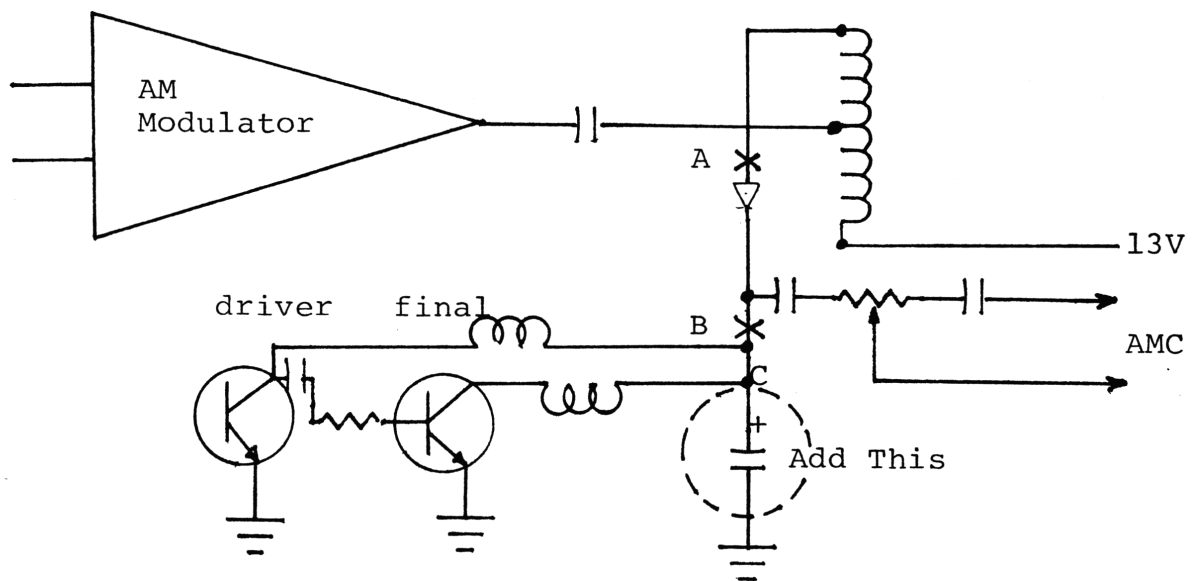 AM
Modulator
A
13V
driver final
B
AMC
C
+
Add This